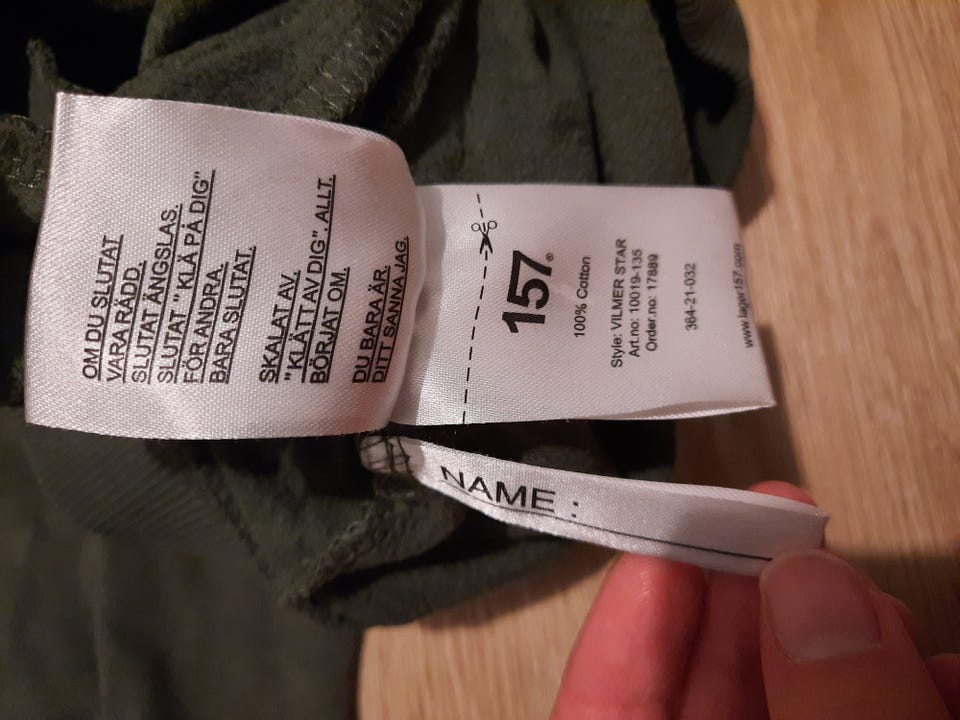 OM DU SLUTAT
VARA RÄDD.
SLUTAT ÄNGSLAS.
SLUTAT " KLÄ PÅ DIG"
FÖR ANDRA.
BARA SLUTAT.
SKALAT AV.
"KLÄTT AV DIG". ALLT.
BÖRJAT OM.
DU BARA ÄR.
DITT SANNA JAG.
157®
100% Cotton
Style: VILMER STAR
Art.no: 10019-135
Order.no: 17889
364-21-032
www.lager157.com
NAME :